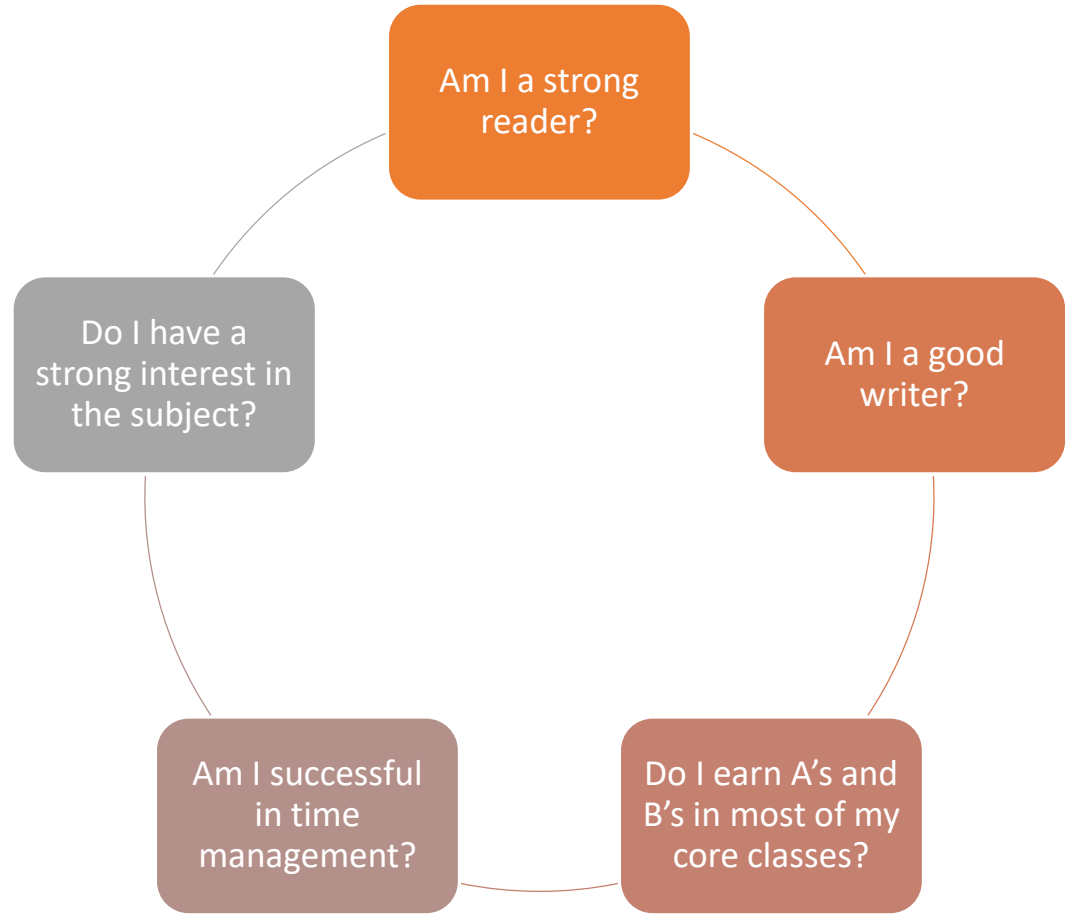 Am I a strong
reader?
Am I a good
writer?
Do I earn A’s and
B’s in most of my
core classes?
Am I successful
in time
management?
Do I have a
strong interest in
the subject?